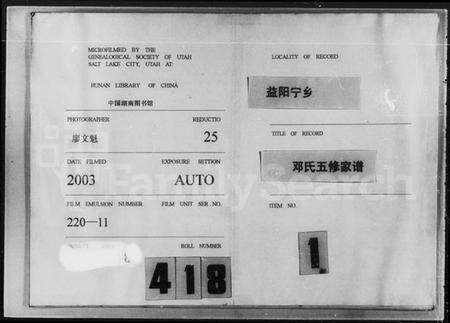 MICROFILMED BY THE
GENEALOGICAL SOCIETY OF UTAH
SALT LAKE CITY, UTAH AT:
HUNAN LIBRARY OF CHINA
中国湖南图书馆
PHOTOGRAPHER REDUCTIO
廖文魁 25
DATE FILMED EXPOSURE SETTION
2003 AUTO
FILM EMULSION NUMBER FILM UNIT SER. NO.
220—11
ROLL NUMBER
418
LOCALITY OF RECORD
益阳宁乡
TITLE OF RECORD
邓氏五修家谱
ITEM NO.
1
FamilySearch